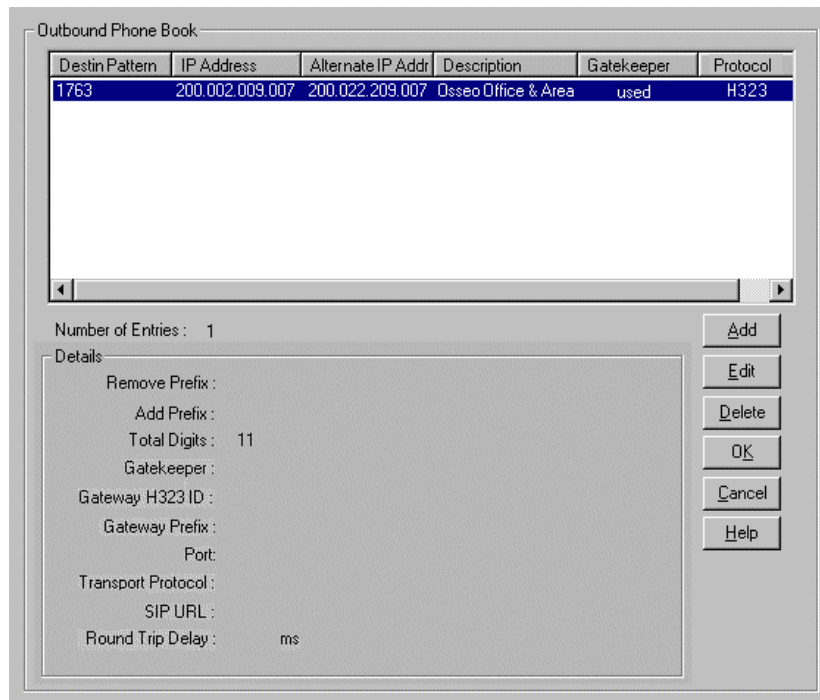 Outbound Phone Book
Destin Pattern IP Address Alternate IP Addr Description Gatekeeper Protocol
1763 200.002.009.007 200.022.209.007 Osseo Office & Area used H323
Number of Entries : 1
Add
Details
Edit
Remove Prefix :
Add Prefix :
Delete
Total Digits : 11
OK
Gatekeeper :
Gateway H323 ID :
Cancel
Gateway Prefix :
Help
Port:
Transport Protocol :
SIP URL :
Round Trip Delay : ms